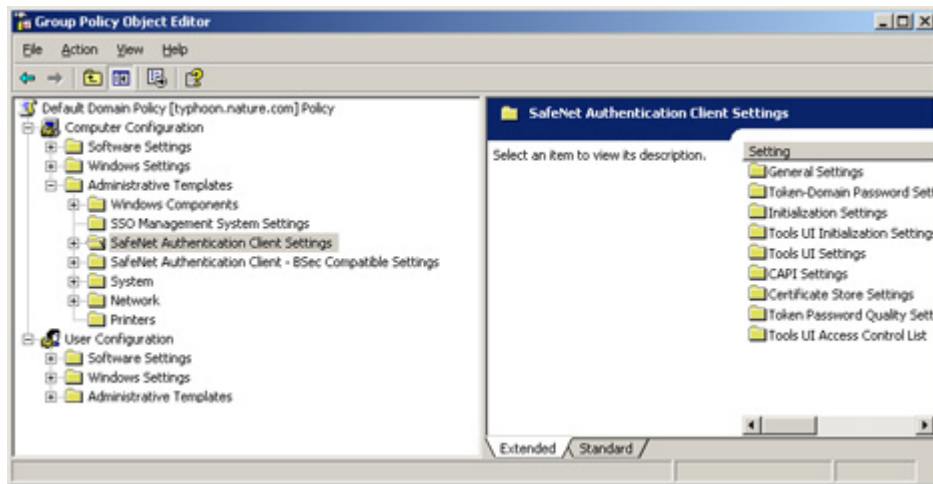 Group Policy Object Editor
File Action View Help
Default Domain Policy [typhoon.nature.com] Policy
Computer Configuration
Software Settings
Windows Settings
Administrative Templates
Windows Components
SSO Management System Settings
SafeNet Authentication Client Settings
SafeNet Authentication Client - BSec Compatible Settings
System
Network
Printers
User Configuration
Software Settings
Windows Settings
Administrative Templates
SafeNet Authentication Client Settings
Select an item to view its description.
Setting
General Settings
Token-Domain Password Sett
Initialization Settings
Tools UI Initialization Setting
Tools UI Settings
CAPI Settings
Certificate Store Settings
Token Password Quality Sett
Tools UI Access Control List
Extended Standard